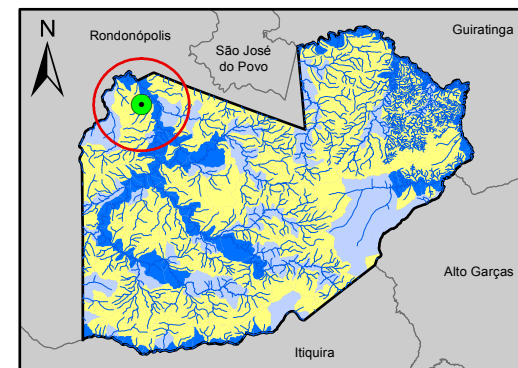 N
Rondonópolis
São José
do Povo
Guiratinga
Alto Garças
Itiquira